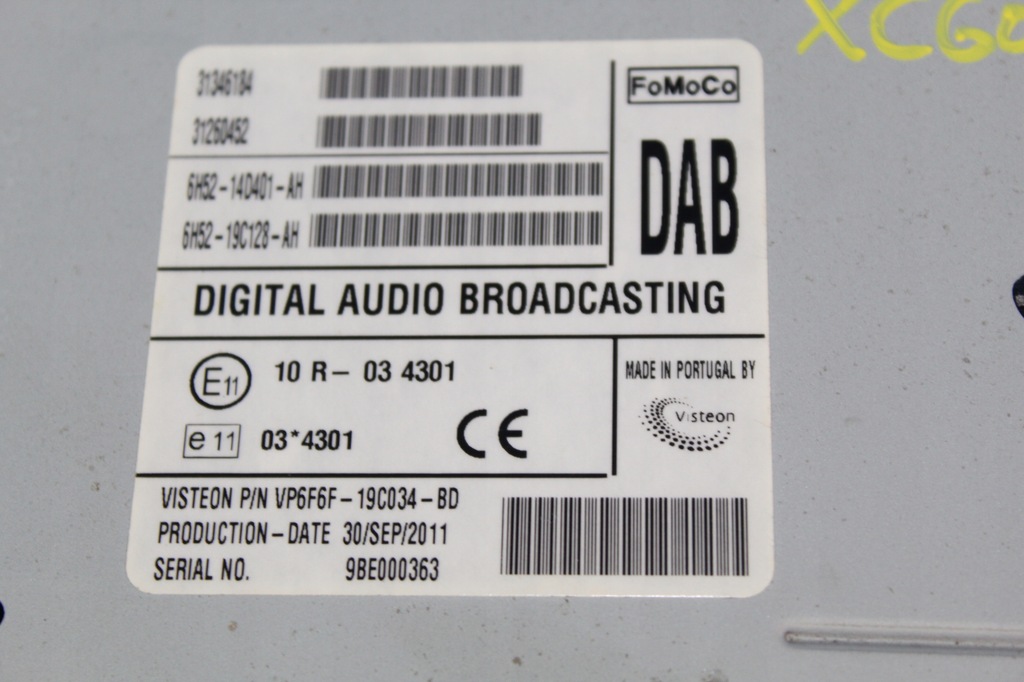 XC60
31346184
FoMoCo
31260452
DAB
6H52-14D401-AH
6H52-19C128-AH
DIGITAL AUDIO BROADCASTING
E11
10 R- 03 4301
MADE IN PORTUGAL BY
Visteon
e 11
03*4301
CE
VISTEON P/N VP6F6F-19C034-BD
PRODUCTION-DATE 30/SEP/2011
SERIAL NO. 9BE000363